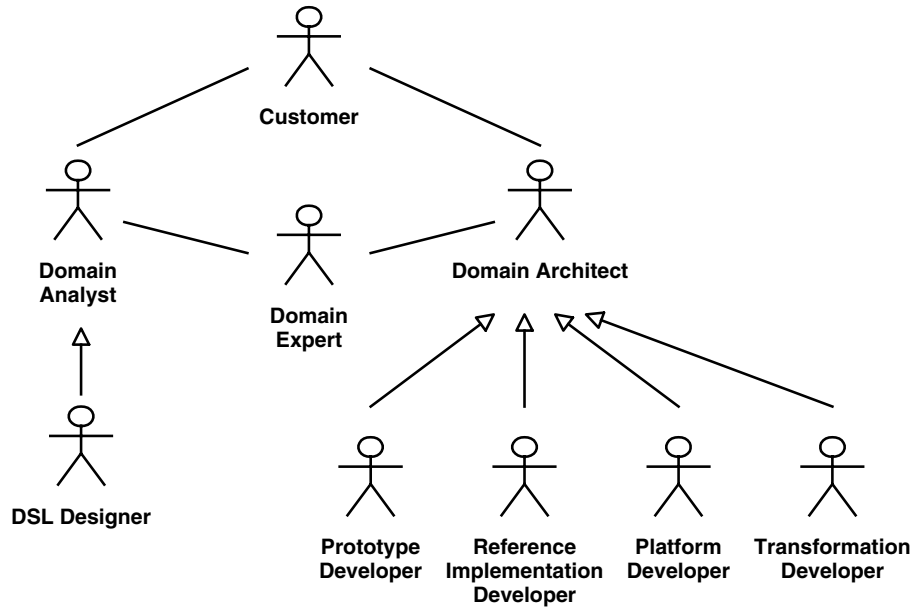 Customer
Domain
Analyst
Domain
Expert
Domain Architect
DSL Designer
Prototype
Developer
Reference
Implementation
Developer
Platform
Developer
Transformation
Developer